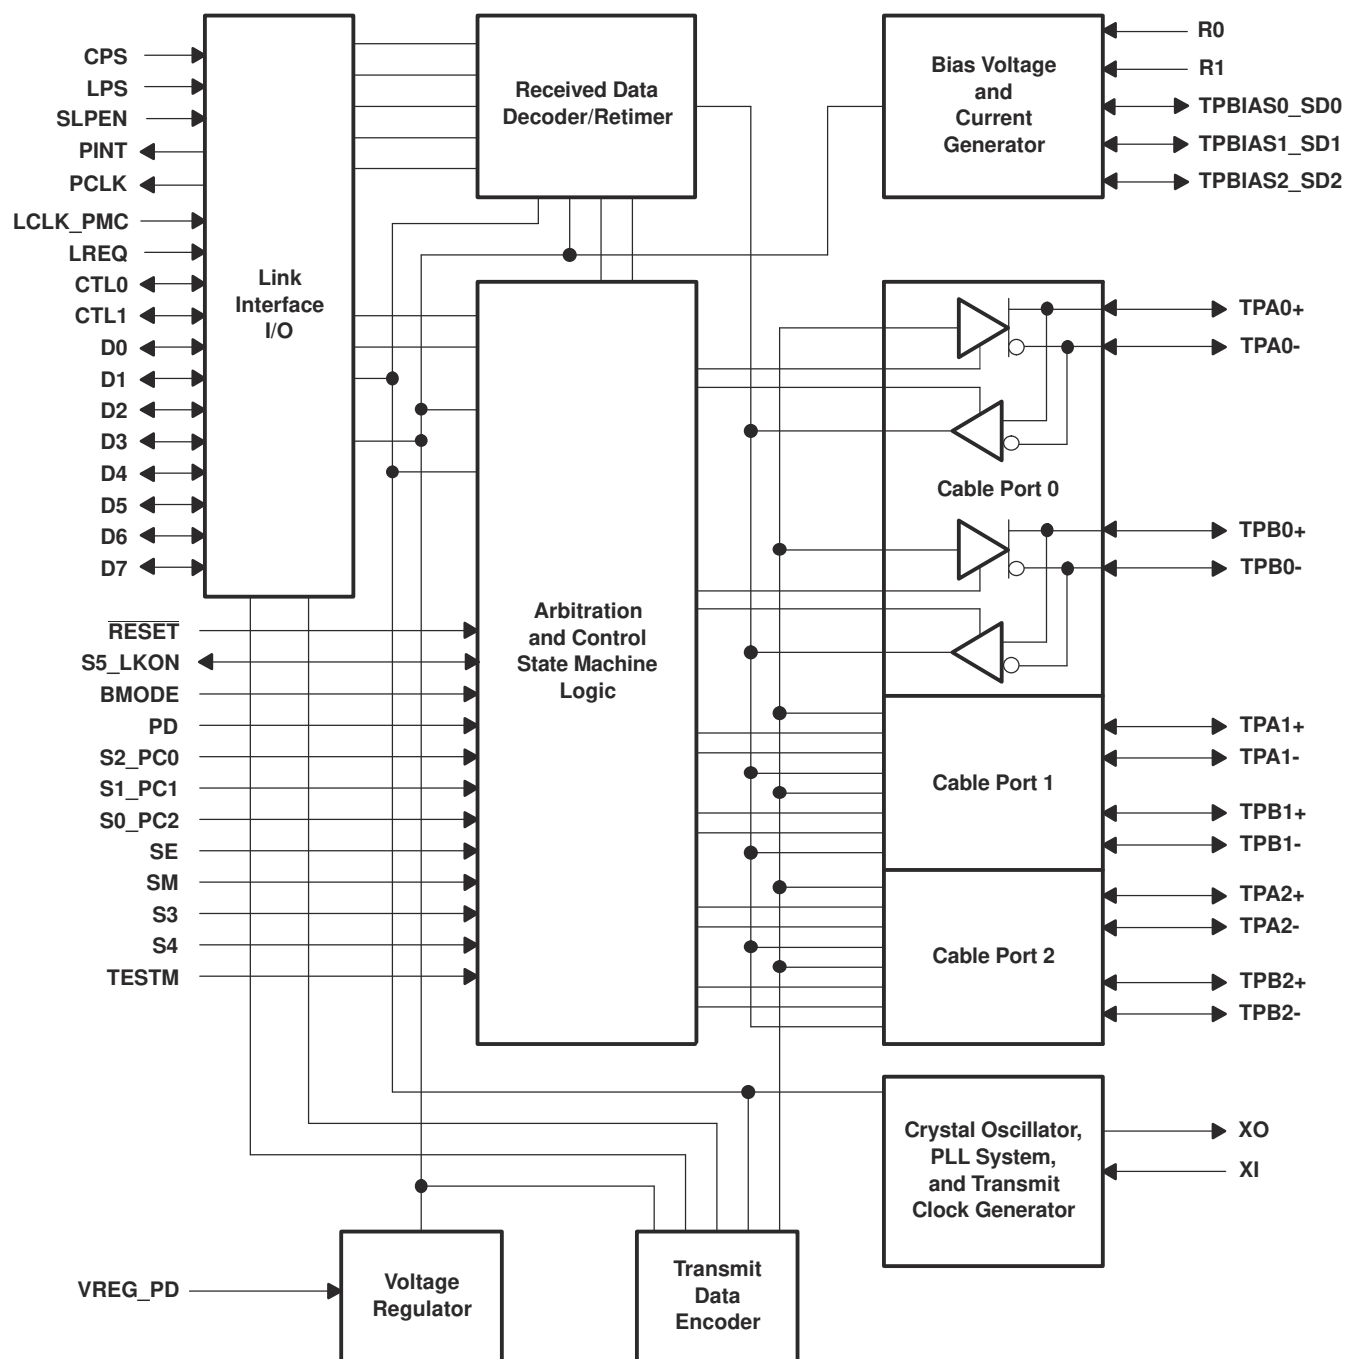 CPS
LPS
SLPEN
PINT
PCLK
LCLK_PMC
LREQ
CTL0
CTL1
D0
D1
D2
D3
D4
D5
D6
D7
Link
Interface
I/O
Received Data
Decoder/Retimer
Bias Voltage
and
Current
Generator
R0
R1
TPBIAS0_SD0
TPBIAS1_SD1
TPBIAS2_SD2
RESET
S5_LKON
BMODE
PD
S2_PC0
S1_PC1
S0_PC2
SE
SM
S3
S4
TESTM
Arbitration
and Control
State Machine
Logic
Cable Port 0
TPA0+
TPA0-
TPB0+
TPB0-
Cable Port 1
TPA1+
TPA1-
TPB1+
TPB1-
Cable Port 2
TPA2+
TPA2-
TPB2+
TPB2-
Crystal Oscillator,
PLL System,
and Transmit
Clock Generator
XO
XI
VREG_PD
Voltage
Regulator
Transmit
Data
Encoder